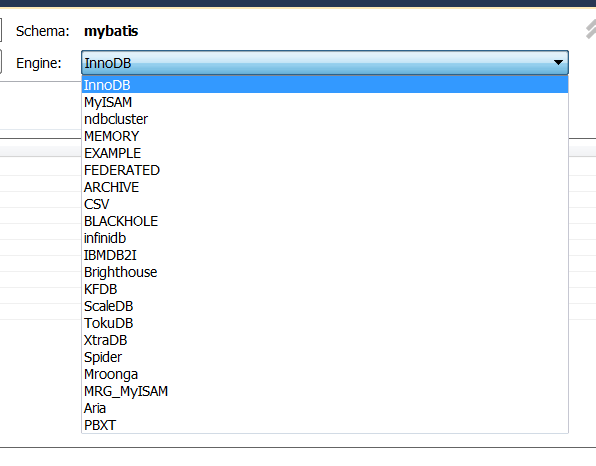 Schema: mybatis
Engine: InnoDB
InnoDB
MyISAM
ndbcluster
MEMORY
EXAMPLE
FEDERATED
ARCHIVE
CSV
BLACKHOLE
infinidb
IBMDB2I
Brighthouse
KFDB
ScaleDB
TokuDB
XtraDB
Spider
Mroonga
MRG_MyISAM
Aria
PBXT